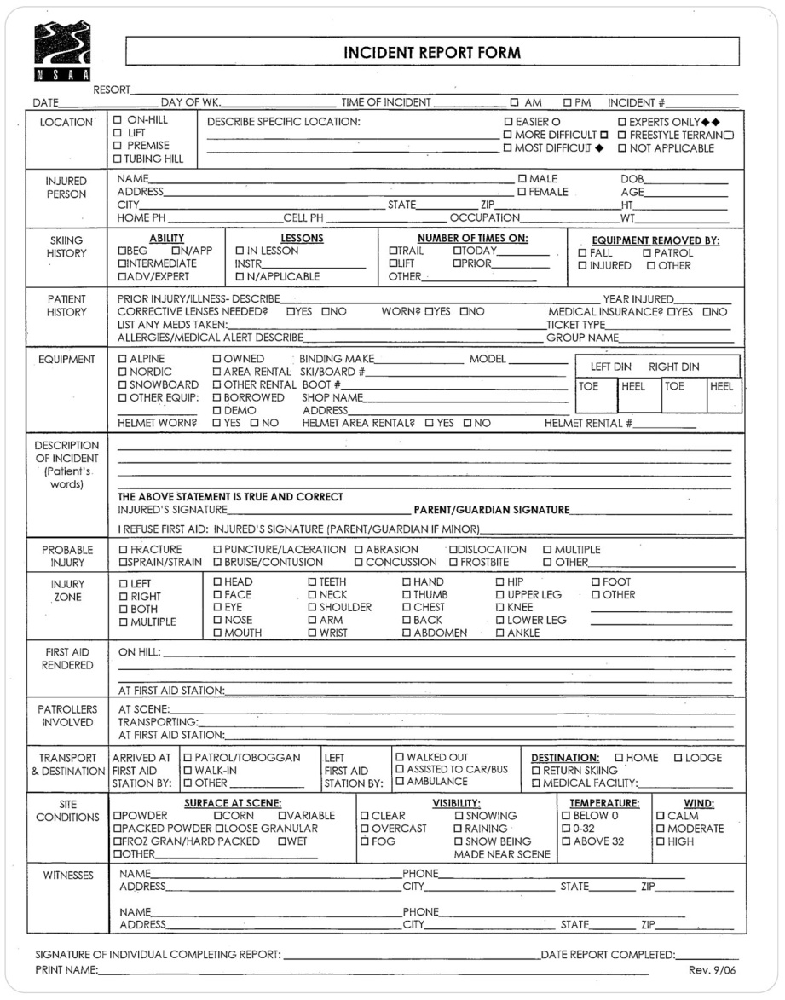 NSAA
INCIDENT REPORT FORM
RESORT
DATE DAY OF WK. TIME OF INCIDENT ☐ AM ☐ PM INCIDENT #
LOCATION
☐ ON-HILL
☐ LIFT
☐ PREMISE
☐ TUBING HILL
DESCRIBE SPECIFIC LOCATION:
☐ EASIER O ☐ EXPERTS ONLY◆◆
☐ MORE DIFFICULT ☐ ☐ FREESTYLE TERRAIN
☐ MOST DIFFICULT ◆ ☐ NOT APPLICABLE
INJURED
PERSON
NAME ☐ MALE DOB
ADDRESS ☐ FEMALE AGE
CITY STATE ZIP HT
HOME PH CELL PH OCCUPATION WT
SKIING
HISTORY
ABILITY
☐BEG ☐N/APP
☐INTERMEDIATE
☐ADV/EXPERT
LESSONS
☐ IN LESSON
INSTR.
☐ N/APPLICABLE
NUMBER OF TIMES ON:
☐TRAIL ☐TODAY
☐LIFT ☐PRIOR
OTHER
EQUIPMENT REMOVED BY:
☐ FALL ☐ PATROL
☐ INJURED ☐ OTHER
PATIENT
HISTORY
PRIOR INJURY/ILLNESS- DESCRIBE YEAR INJURED
CORRECTIVE LENSES NEEDED? ☐YES ☐NO WORN? ☐YES ☐NO MEDICAL INSURANCE? ☐YES ☐NO
LIST ANY MEDS TAKEN: TICKET TYPE
ALLERGIES/MEDICAL ALERT DESCRIBE GROUP NAME
EQUIPMENT
☐ ALPINE ☐ OWNED BINDING MAKE MODEL
☐ NORDIC ☐ AREA RENTAL SKI/BOARD #
☐ SNOWBOARD ☐ OTHER RENTAL BOOT #
☐ OTHER EQUIP: ☐ BORROWED SHOP NAME
☐ DEMO ADDRESS
HELMET WORN? ☐ YES ☐ NO HELMET AREA RENTAL? ☐ YES ☐ NO HELMET RENTAL #
LEFT DIN RIGHT DIN
TOE HEEL TOE HEEL
DESCRIPTION
OF INCIDENT
(Patient's
words)
THE ABOVE STATEMENT IS TRUE AND CORRECT
INJURED'S SIGNATURE PARENT/GUARDIAN SIGNATURE
I REFUSE FIRST AID: INJURED'S SIGNATURE (PARENT/GUARDIAN IF MINOR)
PROBABLE
INJURY
☐ FRACTURE ☐ PUNCTURE/LACERATION ☐ ABRASION ☐DISLOCATION ☐ MULTIPLE
☐SPRAIN/STRAIN ☐ BRUISE/CONTUSION ☐ CONCUSSION ☐ FROSTBITE ☐ OTHER
INJURY
ZONE
☐ LEFT
☐ RIGHT
☐ BOTH
☐ MULTIPLE
☐ HEAD ☐ TEETH ☐ HAND ☐ HIP ☐ FOOT
☐ FACE ☐ NECK ☐ THUMB ☐ UPPER LEG ☐ OTHER
☐ EYE ☐ SHOULDER ☐ CHEST ☐ KNEE
☐ NOSE ☐ ARM ☐ BACK ☐ LOWER LEG
☐ MOUTH ☐ WRIST ☐ ABDOMEN ☐ ANKLE
FIRST AID
RENDERED
ON HILL:
AT FIRST AID STATION:
PATROLLERS
INVOLVED
AT SCENE:
TRANSPORTING:
AT FIRST AID STATION:
TRANSPORT
& DESTINATION
ARRIVED AT
FIRST AID
STATION BY:
☐ PATROL/TOBOGGAN
☐ WALK-IN
☐ OTHER
LEFT
FIRST AID
STATION BY:
☐ WALKED OUT
☐ ASSISTED TO CAR/BUS
☐ AMBULANCE
DESTINATION: ☐ HOME ☐ LODGE
☐ RETURN SKIING
☐ MEDICAL FACILITY:
SITE
CONDITIONS
SURFACE AT SCENE:
☐POWDER ☐CORN ☐VARIABLE
☐PACKED POWDER ☐LOOSE GRANULAR
☐FROZ GRAN/HARD PACKED ☐WET
☐OTHER
VISIBILITY:
☐ CLEAR ☐ SNOWING
☐ OVERCAST ☐ RAINING
☐ FOG ☐ SNOW BEING
MADE NEAR SCENE
TEMPERATURE:
☐ BELOW 0
☐ 0-32
☐ ABOVE 32
WIND:
☐ CALM
☐ MODERATE
☐ HIGH
WITNESSES
NAME PHONE
ADDRESS CITY STATE ZIP
NAME PHONE
ADDRESS CITY STATE ZIP
SIGNATURE OF INDIVIDUAL COMPLETING REPORT: DATE REPORT COMPLETED:
PRINT NAME: Rev. 9/06